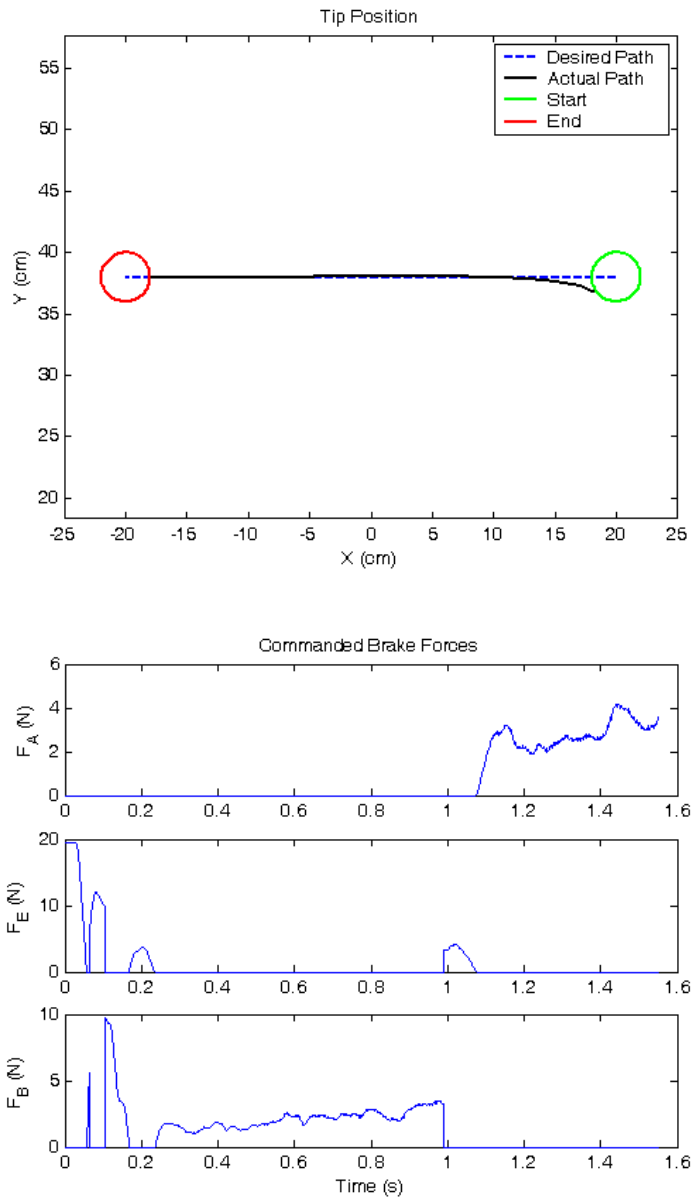 Tip Position
Desired Path
Actual Path
Start
End
55
50
45
40
35
30
25
20
Y (cm)
-25 -20 -15 -10 -5 0 5 10 15 20 25
X (cm)
Commanded Brake Forces
6
4
2
0
F_A (N)
0 0.2 0.4 0.6 0.8 1 1.2 1.4 1.6
20
10
0
F_E (N)
0 0.2 0.4 0.6 0.8 1 1.2 1.4 1.6
10
5
0
F_B (N)
0 0.2 0.4 0.6 0.8 1 1.2 1.4 1.6
Time (s)